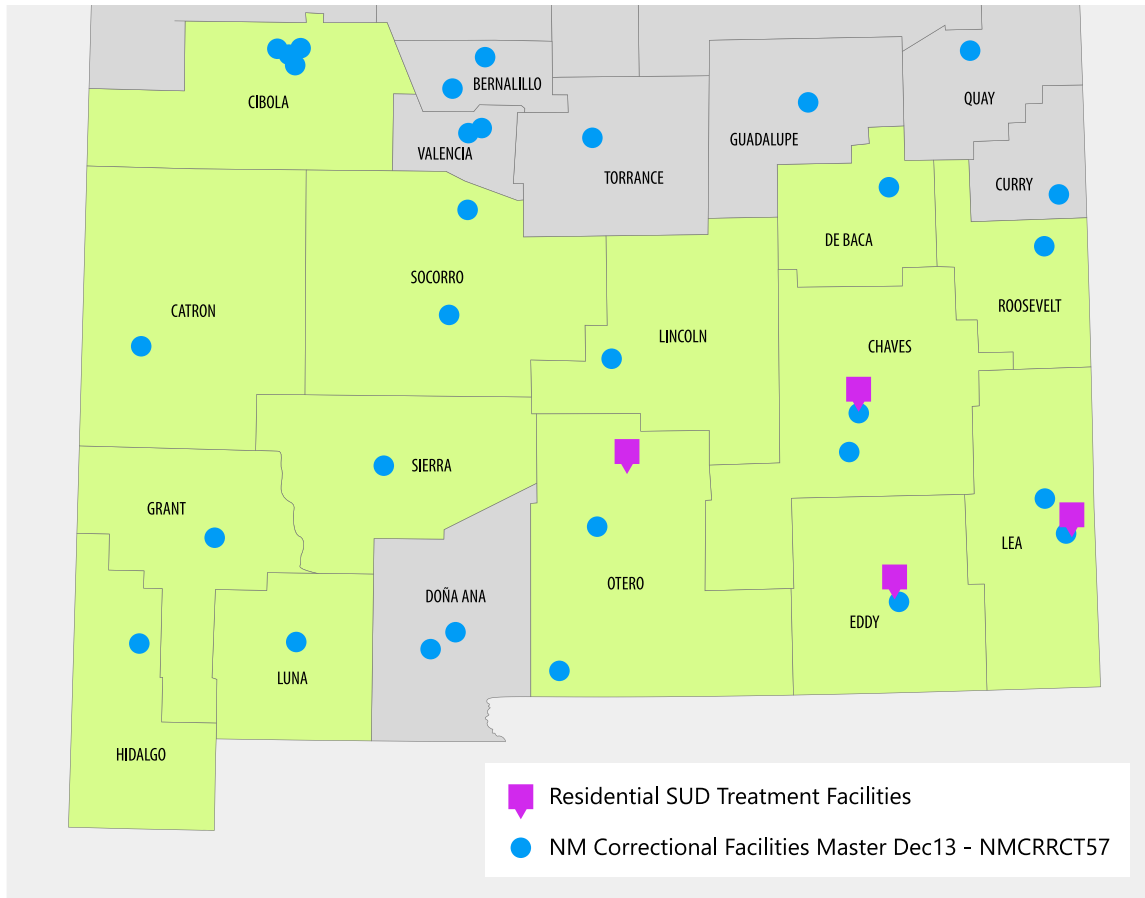 BERNALILLO
CIBOLA
QUAY
GUADALUPE
VALENCIA
TORRANCE
CURRY
DE BACA
SOCORRO
ROOSEVELT
CATRON
LINCOLN
CHAVES
SIERRA
GRANT
LEA
OTERO
DOÑA ANA
EDDY
LUNA
HIDALGO
Residential SUD Treatment Facilities
NM Correctional Facilities Master Dec13 - NMCRRCT57